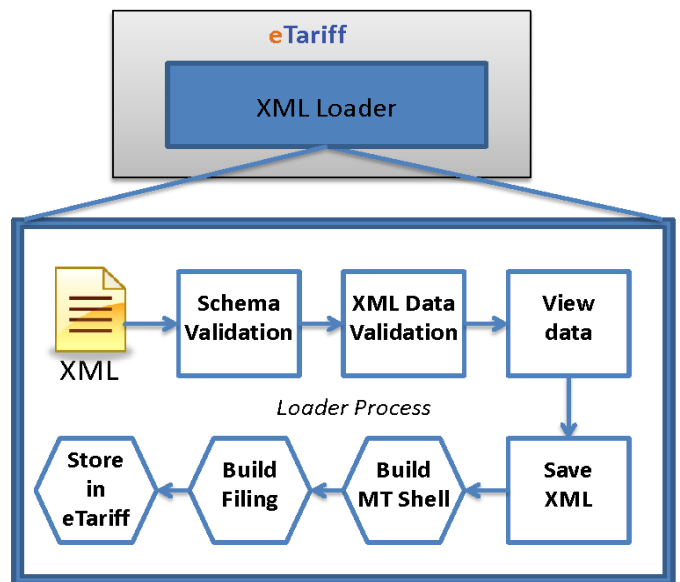 eTariff
XML Loader
Schema
Validation
XML Data
Validation
View
data
XML
Loader Process
Store
in
eTariff
Build
Filing
Build
MT Shell
Save
XML